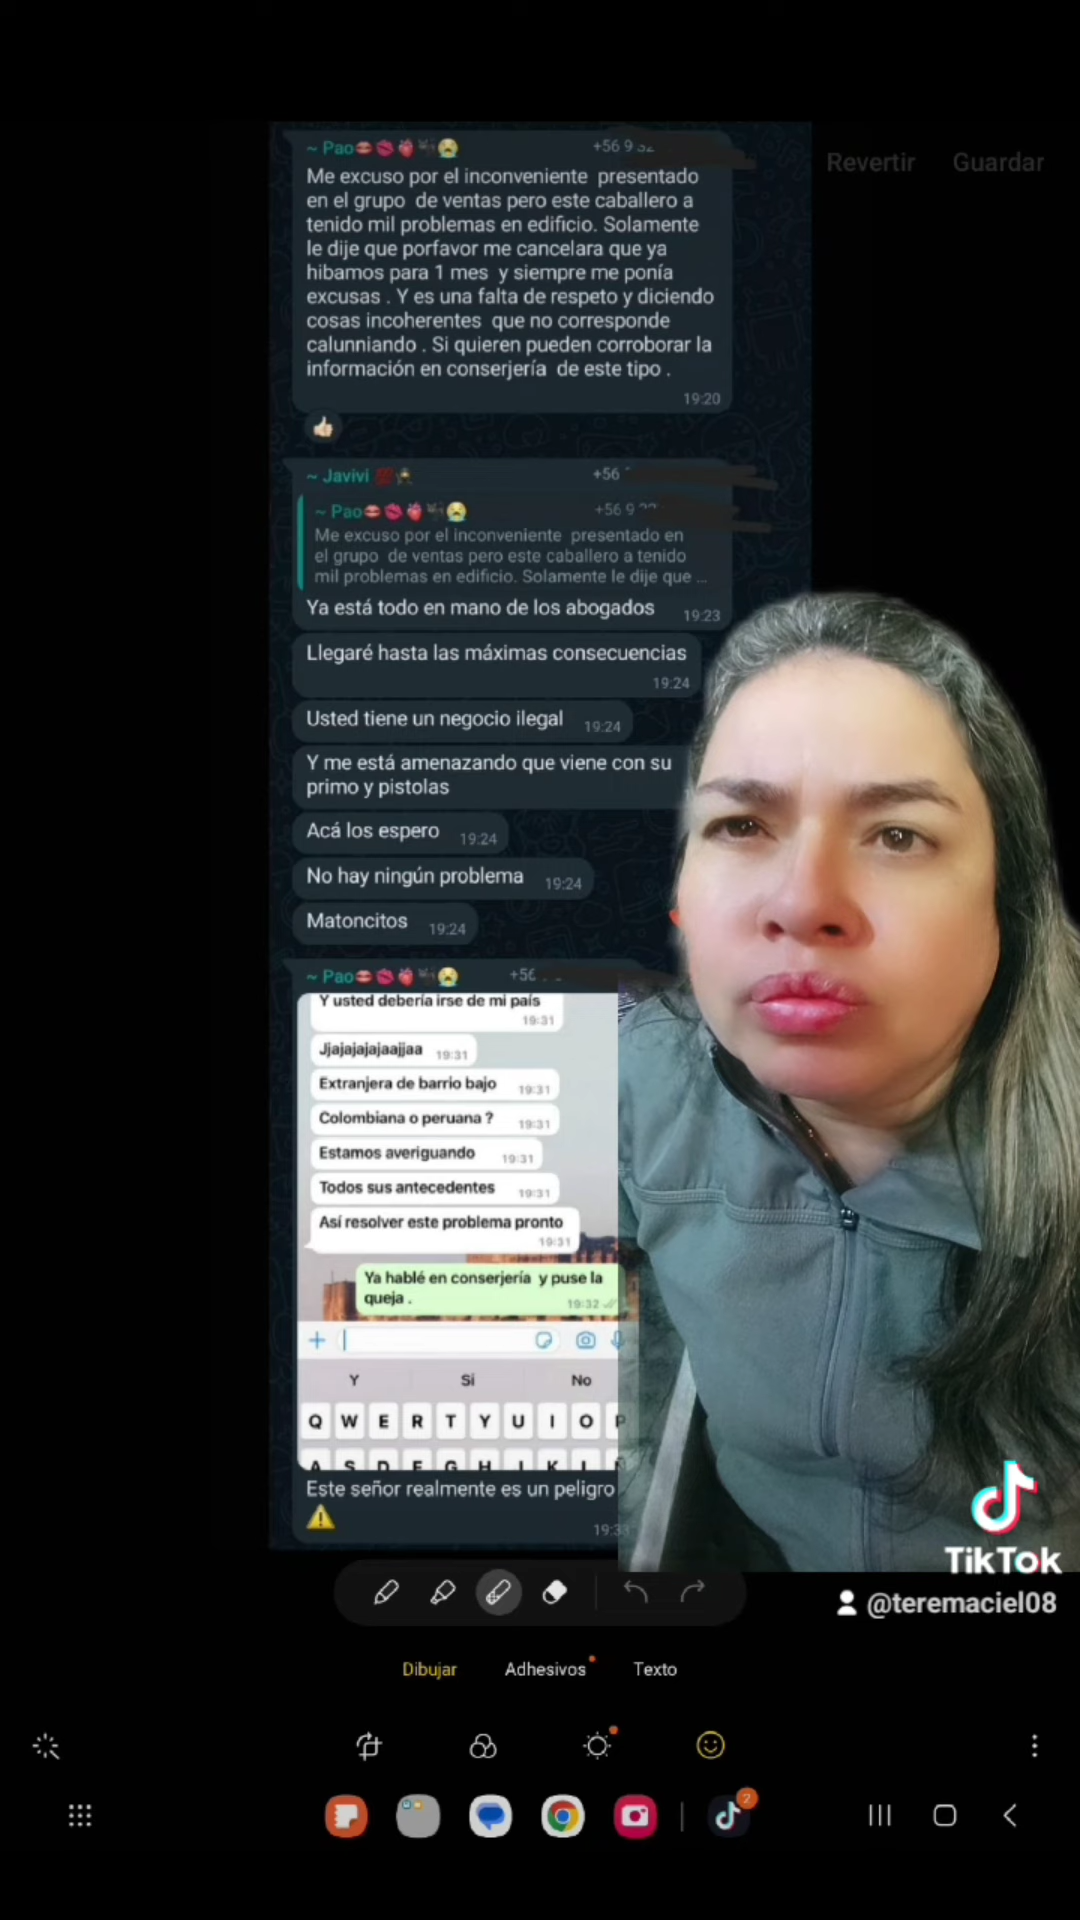 Revertir
Guardar
~ Pao👄💋🫀🐈‍⬛😭 +56 9
Me excuso por el inconveniente presentado
en el grupo de ventas pero este caballero a
tenido mil problemas en edificio. Solamente
le dije que porfavor me cancelara que ya
hibamos para 1 mes y siempre me ponía
excusas . Y es una falta de respeto y diciendo
cosas incoherentes que no corresponde
calunniando . Si quieren pueden corroborar la
información en conserjería de este tipo .
19:20
👍🏻
~ Javivi 💯 +56
~ Pao👄💋🫀🐈‍⬛😭 +56 9
Me excuso por el inconveniente presentado en
el grupo de ventas pero este caballero a tenido
mil problemas en edificio. Solamente le dije que ...
Ya está todo en mano de los abogados 19:23
Llegaré hasta las máximas consecuencias
19:24
Usted tiene un negocio ilegal 19:24
Y me está amenazando que viene con su
primo y pistolas
Acá los espero 19:24
No hay ningún problema 19:24
Matoncitos 19:24
~ Pao👄💋🫀🐈‍⬛😭 +56
Y usted debería irse de mi país
19:31
Jjajajajajaajjaa 19:31
Extranjera de barrio bajo 19:31
Colombiana o peruana ? 19:31
Estamos averiguando 19:31
Todos sus antecedentes 19:31
Así resolver este problema pronto
19:31
Ya hablé en conserjería y puse la
queja .
19:32
Y Si No
Q W E R T Y U I O P
A S D F G H J K L Ñ
Este señor realmente es un peligro
⚠️
TikTok
@teremaciel08
Dibujar Adhesivos Texto
2